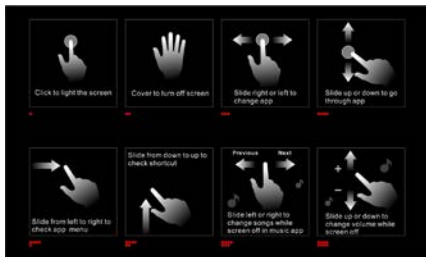 Click to light the screen
Cover to turn off screen
Slide right or left to
change app
Slide up or down to go
through app
Slide from left to right to
check app menu
Slide from down to up to
check shortcut
Previous Next
Slide left or right to
change songs while
screen off in music app
+
−
Slide up or down to
change volume while
screen off